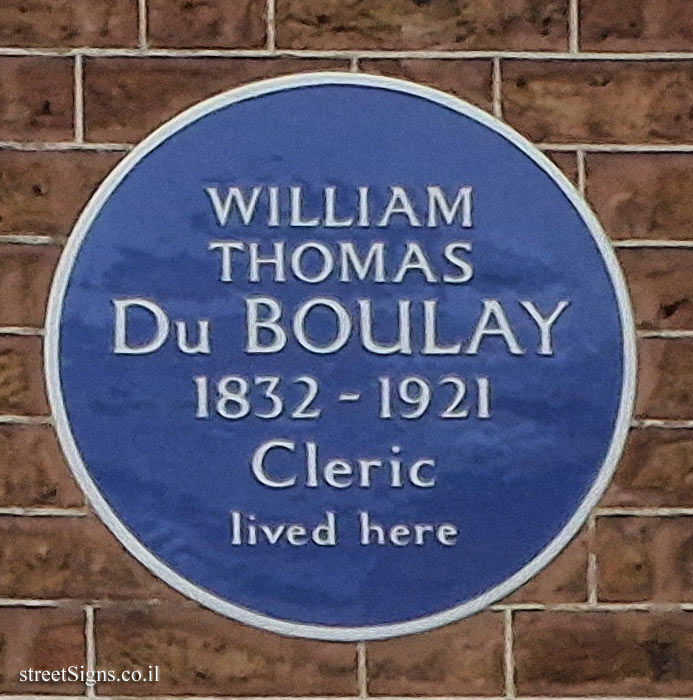 WILLIAM
THOMAS
Du BOULAY
1832 - 1921
Cleric
lived here
streetSigns.co.il